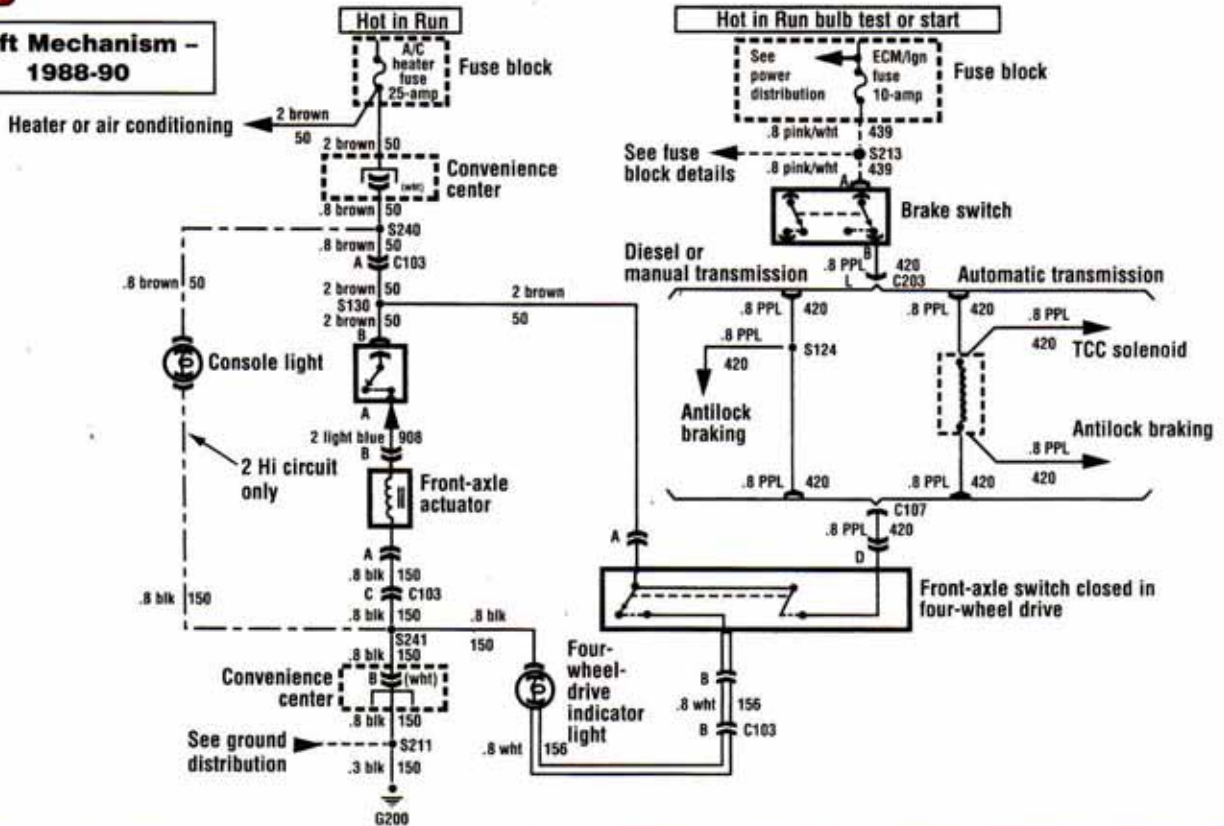 ft Mechanism –
1988-90
Hot in Run
A/C
heater
fuse
25-amp
Fuse block
Heater or air conditioning
2 brown
50
2 brown 50
(wht)
Convenience
center
.8 brown 50
S240
.8 brown 50
A C103
2 brown 50
S130
2 brown
50
2 brown 50
B
A
.8 brown 50
Console light
2 Hi circuit
only
2 light blue 908
B
Front-axle
actuator
A
.8 blk 150
C C103
.8 blk 150
.8 blk 150
S241
.8 blk
150
.8 blk 150
Convenience
center
B (wht)
.8 blk 150
See ground
distribution
S211
.3 blk 150
G200
Four-
wheel-
drive
indicator
light
.8 wht 156
Hot in Run bulb test or start
See
power
distribution
ECM/Ign
fuse
10-amp
Fuse block
.8 pink/wht 439
See fuse
block details
S213
.8 pink/wht 439
A
Brake switch
B
.8 PPL 420
L C203
Diesel or
manual transmission
Automatic transmission
.8 PPL 420
.8 PPL 420
S124
.8 PPL
420
Antilock
braking
.8 PPL
420
TCC solenoid
Antilock braking
.8 PPL
420
.8 PPL 420
.8 PPL 420
C107
.8 PPL 420
D
A
Front-axle switch closed in
four-wheel drive
B
.8 wht 156
B C103